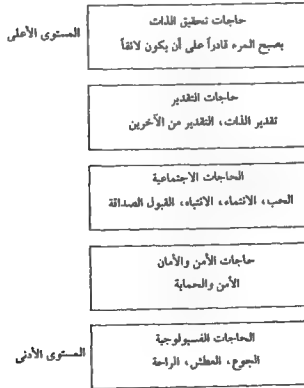 حاجات تحقيق الذات
يصبح المرء قادراً على أن يكون لائقاً
المستوى الأعلى
حاجات التقدير
تقدير الذات، التقدير من الآخرين
الحاجات الاجتماعية
الحب، الانتماء، الانتباه، القبول الصداقة
حاجات الأمن والأمان
الأمن والحماية
الحاجات الفسيولوجية
الجوع، العطش، الراحة
المستوى الأدنى